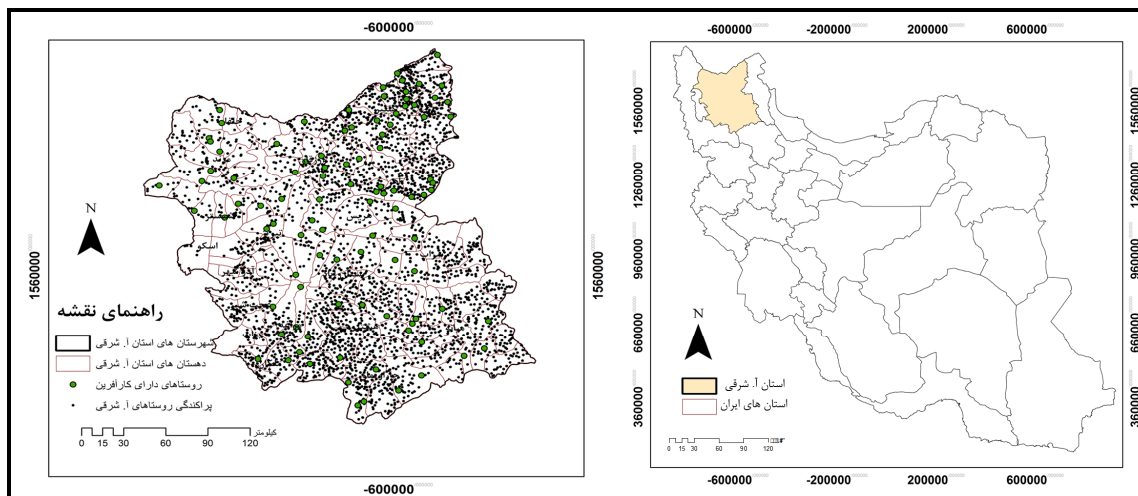 -600000
1560000
1560000
N
اسکو
راهنمای نقشه
شهرستان های استان آ. شرقی
دهستان های استان آ. شرقی
روستاهای دارای کارآفرین
پراکندگی روستاهای آ. شرقی
0 15 30 60 90 120
کیلومتر
-600000
-600000 -200000 200000 600000
1560000
1260000
960000
660000
360000
1560000
1260000
960000
660000
360000
N
استان آ. شرقی
استان های ایران
0 15 30 60 90 120
-600000 -200000 200000 600000